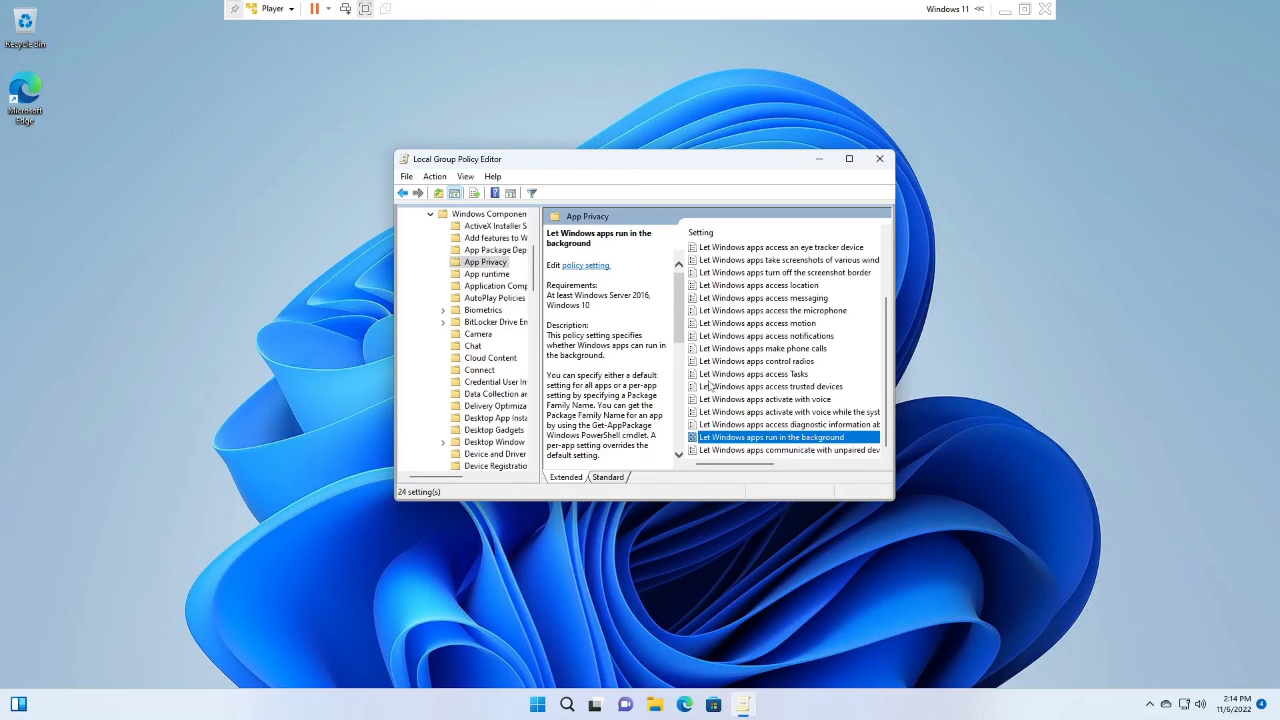 Player
Windows 11
Recycle Bin
Microsoft
Edge
Local Group Policy Editor
File Action View Help
Windows Componen
ActiveX Installer S
Add features to W
App Package Dep
App Privacy
App runtime
Application Comp
AutoPlay Policies
Biometrics
BitLocker Drive En
Camera
Chat
Cloud Content
Connect
Credential User In
Data Collection ar
Delivery Optimiza
Desktop App Insta
Desktop Gadgets
Desktop Window
Device and Driver
Device Registratio
App Privacy
Let Windows apps run in the
background
Edit policy setting.
Requirements:
At least Windows Server 2016,
Windows 10
Description:
This policy setting specifies
whether Windows apps can run in
the background.
You can specify either a default
setting for all apps or a per-app
setting by specifying a Package
Family Name. You can get the
Package Family Name for an app
by using the Get-AppPackage
Windows PowerShell cmdlet. A
per-app setting overrides the
default setting.
Setting
Let Windows apps access an eye tracker device
Let Windows apps take screenshots of various wind
Let Windows apps turn off the screenshot border
Let Windows apps access location
Let Windows apps access messaging
Let Windows apps access the microphone
Let Windows apps access motion
Let Windows apps access notifications
Let Windows apps make phone calls
Let Windows apps control radios
Let Windows apps access Tasks
Let Windows apps access trusted devices
Let Windows apps activate with voice
Let Windows apps activate with voice while the syst
Let Windows apps access diagnostic information ab
Let Windows apps run in the background
Let Windows apps communicate with unpaired dev
Extended Standard
24 setting(s)
2:14 PM
11/6/2022
4